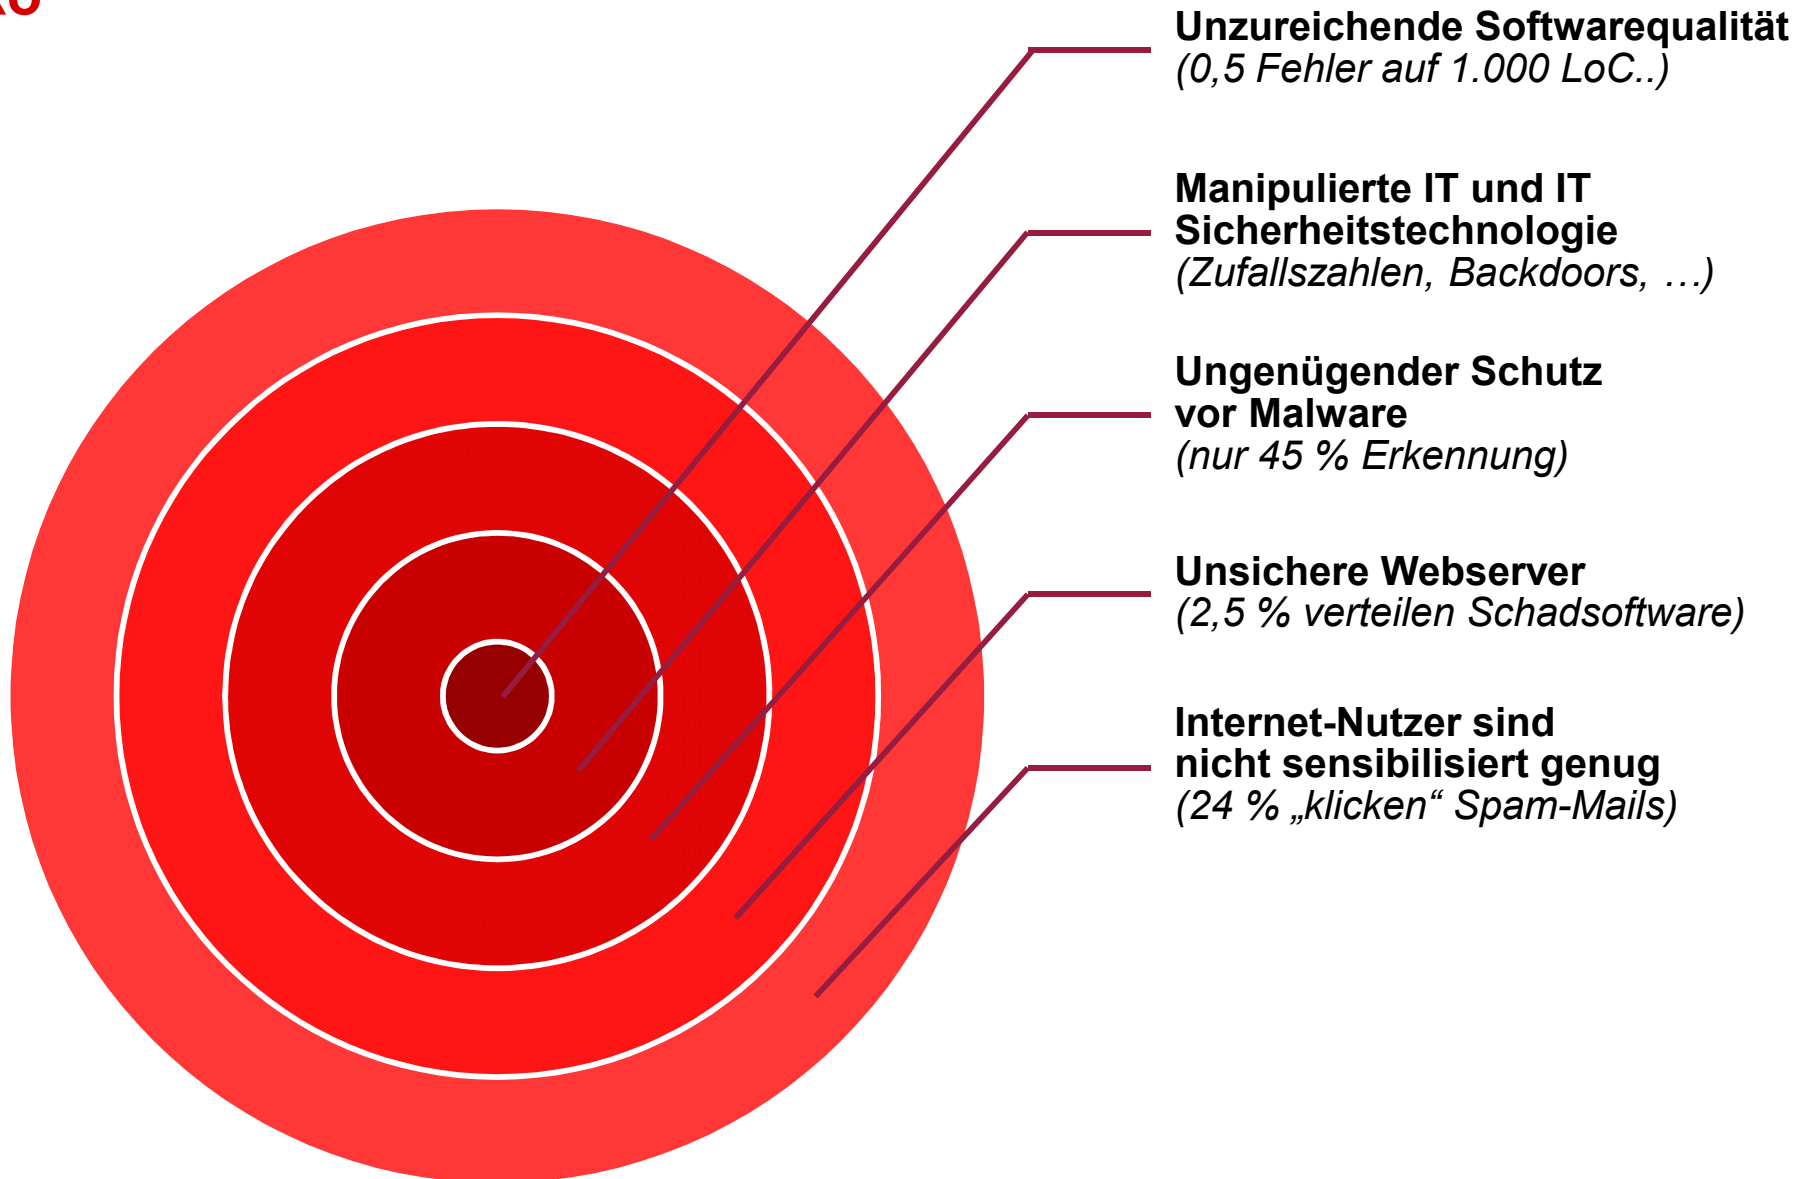 Unzureichende Softwarequalität
(0,5 Fehler auf 1.000 LoC..)
Manipulierte IT und IT
Sicherheitstechnologie
(Zufallszahlen, Backdoors, …)
Ungenügender Schutz
vor Malware
(nur 45 % Erkennung)
Unsichere Webserver
(2,5 % verteilen Schadsoftware)
Internet-Nutzer sind
nicht sensibilisiert genug
(24 % „klicken“ Spam-Mails)